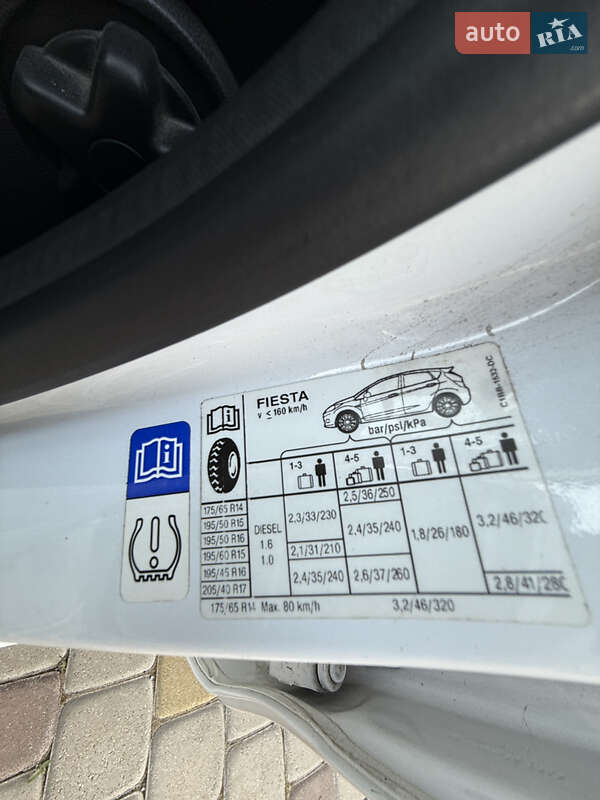 auto RIA .com
C1BB-1532-DC
FIESTA
v ≤ 160 km/h
bar/psl/kPa
1-3 4-5 1-3 4-5
175/65 R14
195/50 R15
195/50 R16
195/60 R15
195/45 R16
205/40 R17
DIESEL
1.6
1.0
2,5/36/250
2,3/33/230
2,4/35/240
1,8/26/180
3,2/46/320
2,1/31/210
2,4/35/240
2,6/37/260
2,8/41/280
175/65 R14 Max. 80 km/h 3,2/46/320